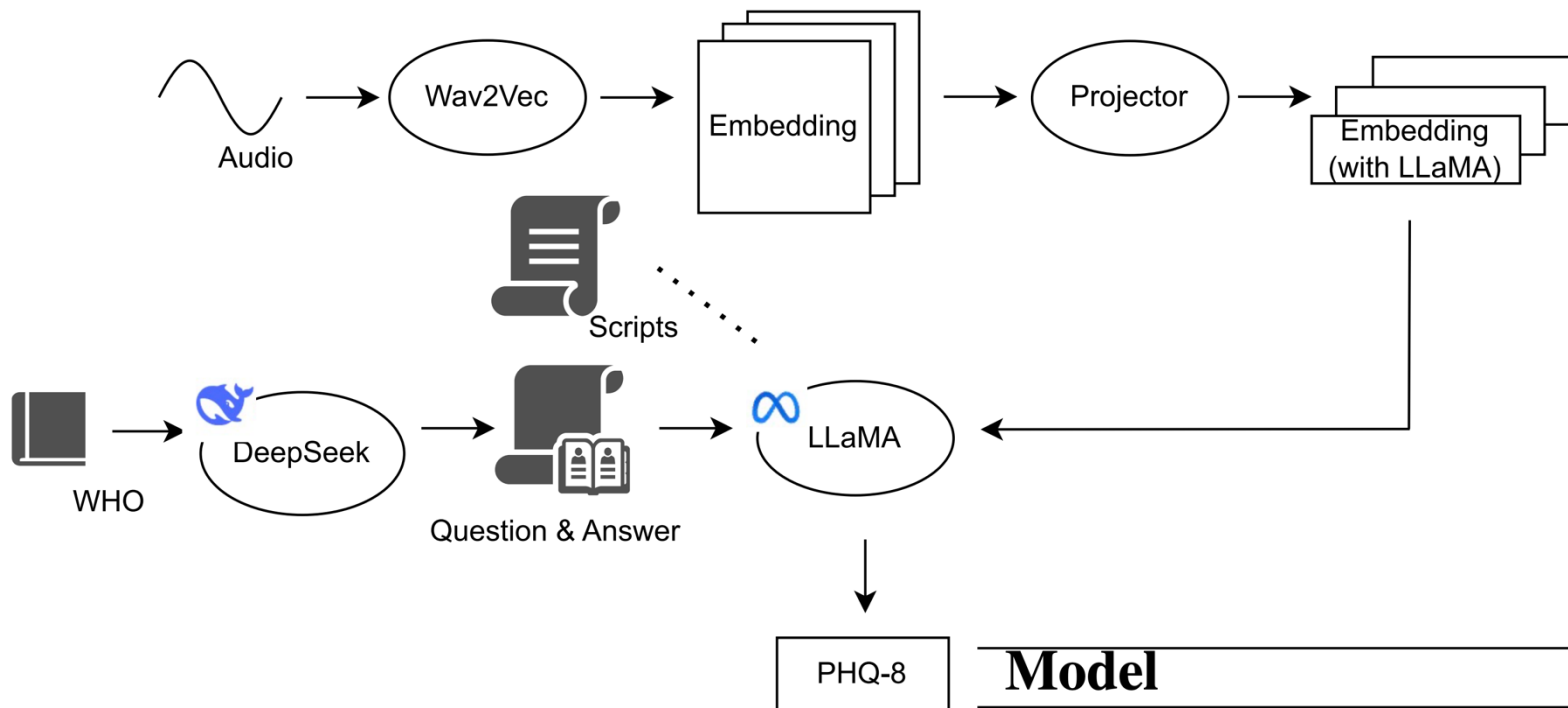 Audio
Wav2Vec
Embedding
Projector
Embedding
(with LLaMA)
Scripts
WHO
DeepSeek
Question & Answer
LLaMA
PHQ-8
Model